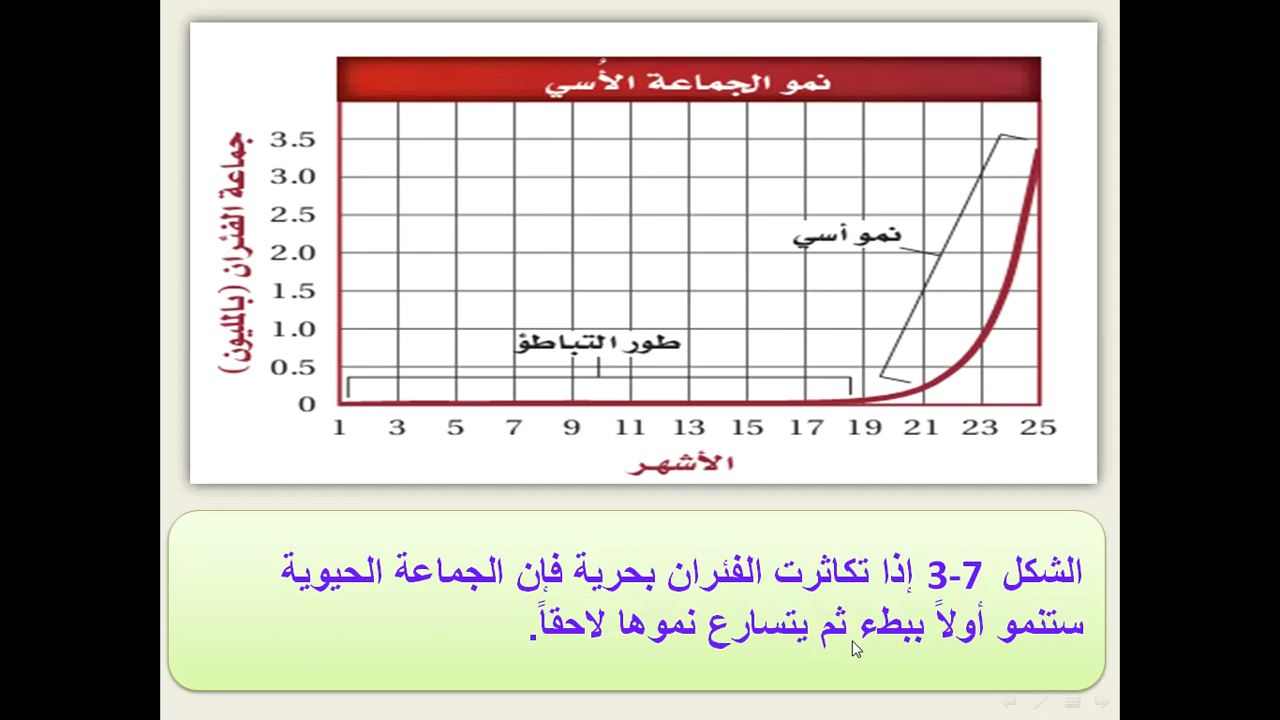 نمو الجماعة الأُسي
جماعة الفئران (بالمليون)
3.5
3.0
2.5
2.0
1.5
1.0
0.5
0
نمو أسي
طور التباطؤ
1 3 5 7 9 11 13 15 17 19 21 23 25
الأشهر
الشكل 7-3 إذا تكاثرت الفئران بحرية فإن الجماعة الحيوية
ستنمو أولاً ببطء ثم يتسارع نموها لاحقاً.